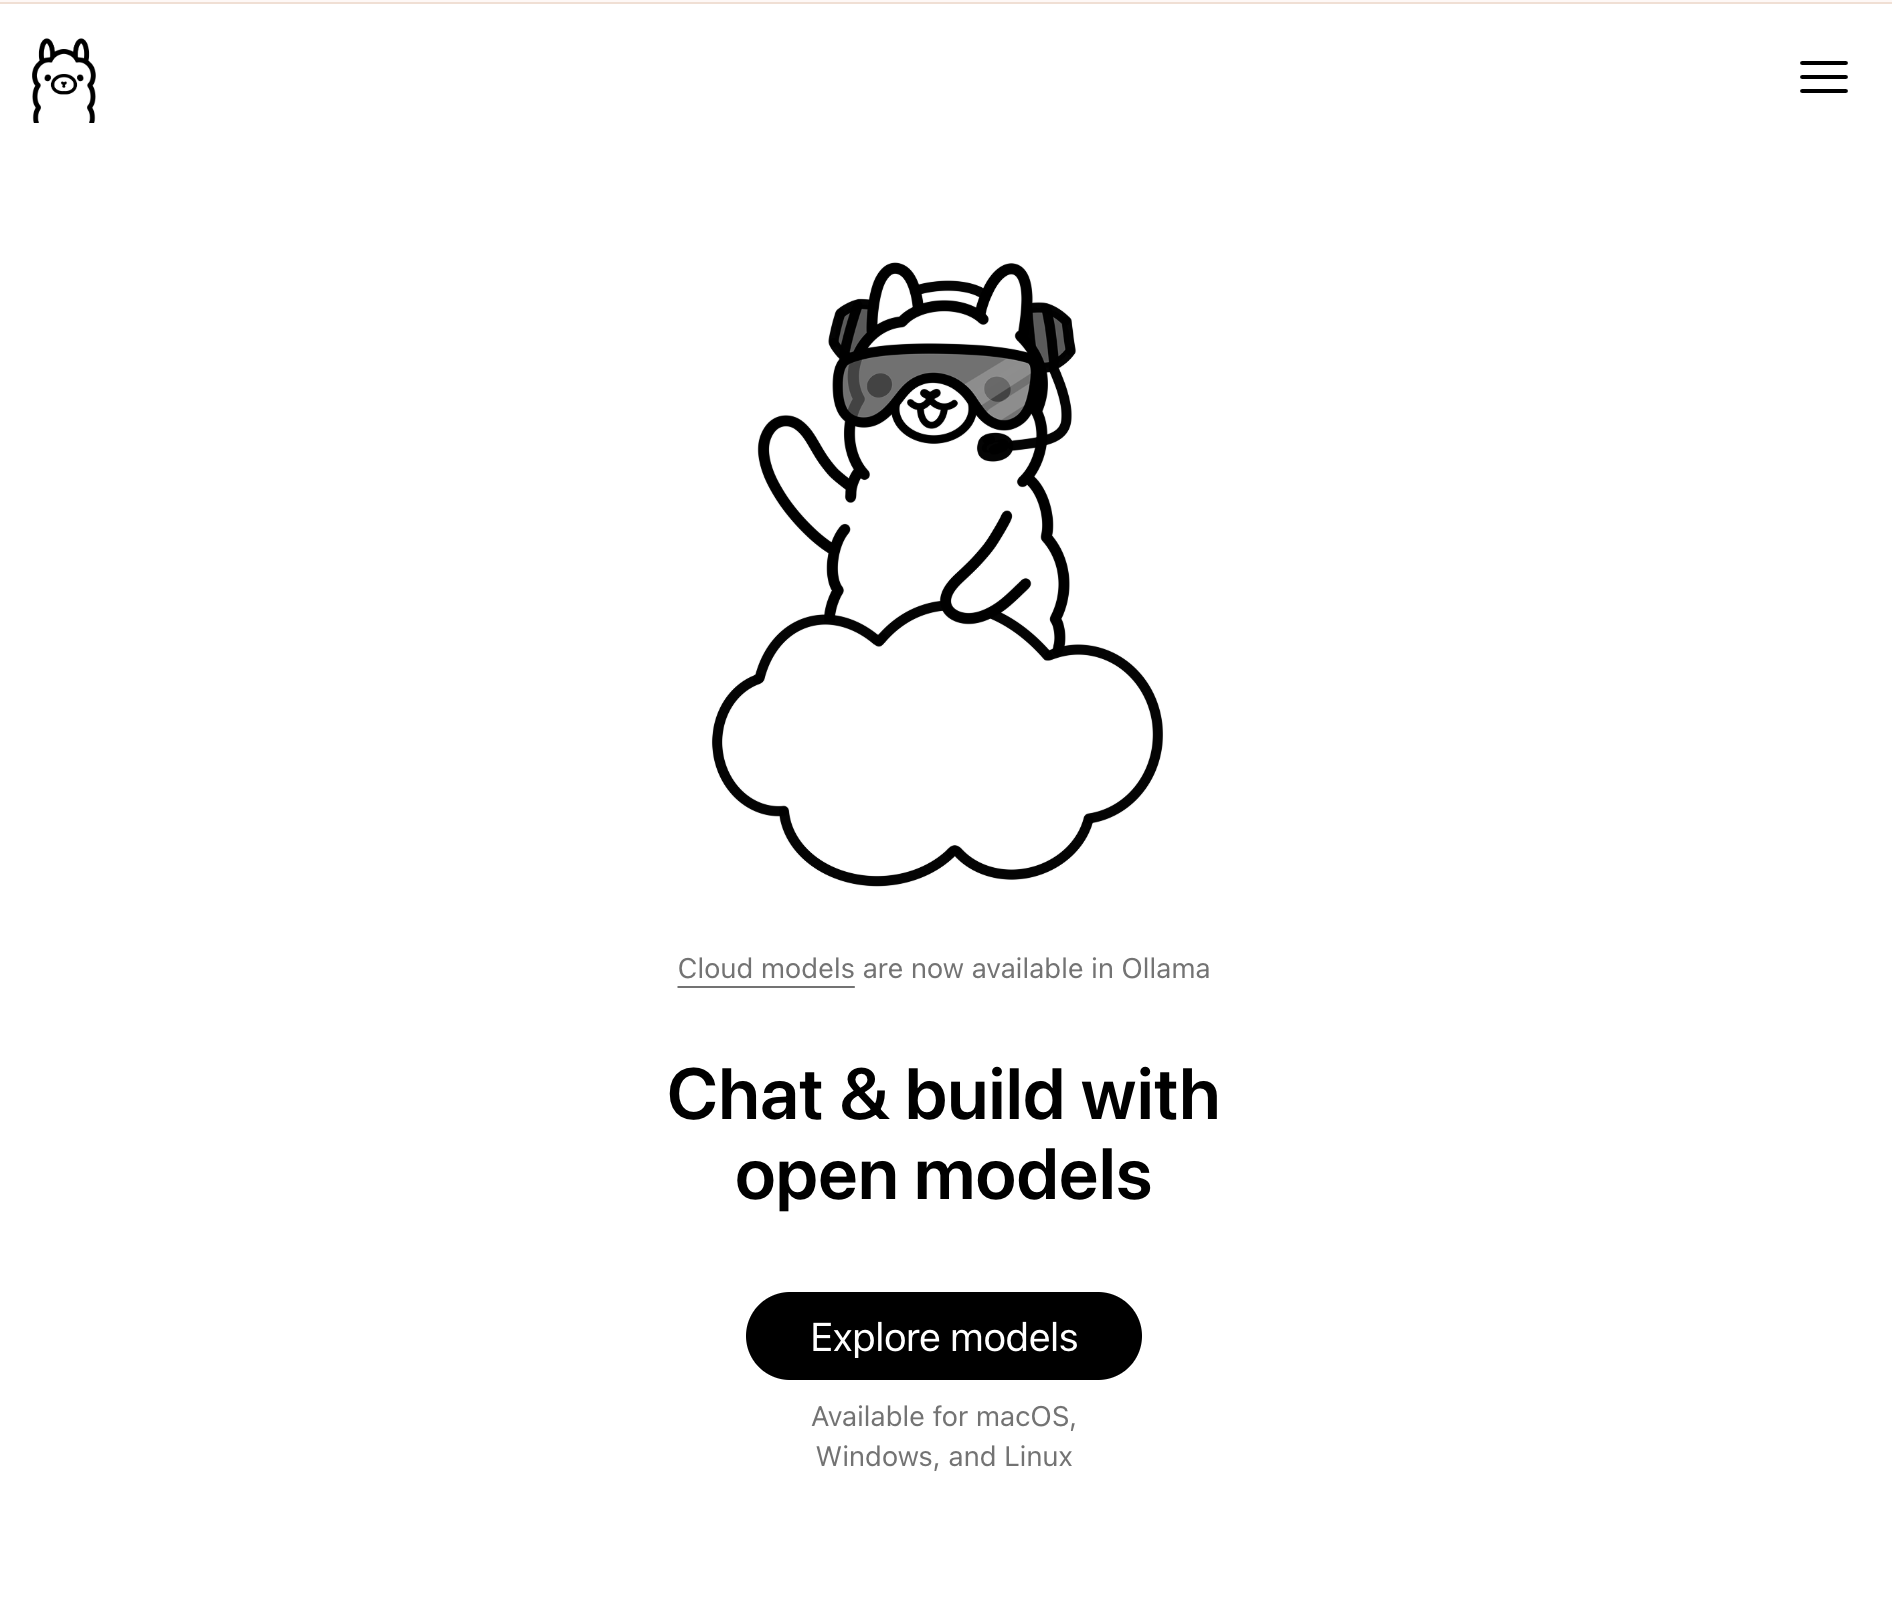 Cloud models are now available in Ollama
Chat & build with
open models
Explore models
Available for macOS,
Windows, and Linux